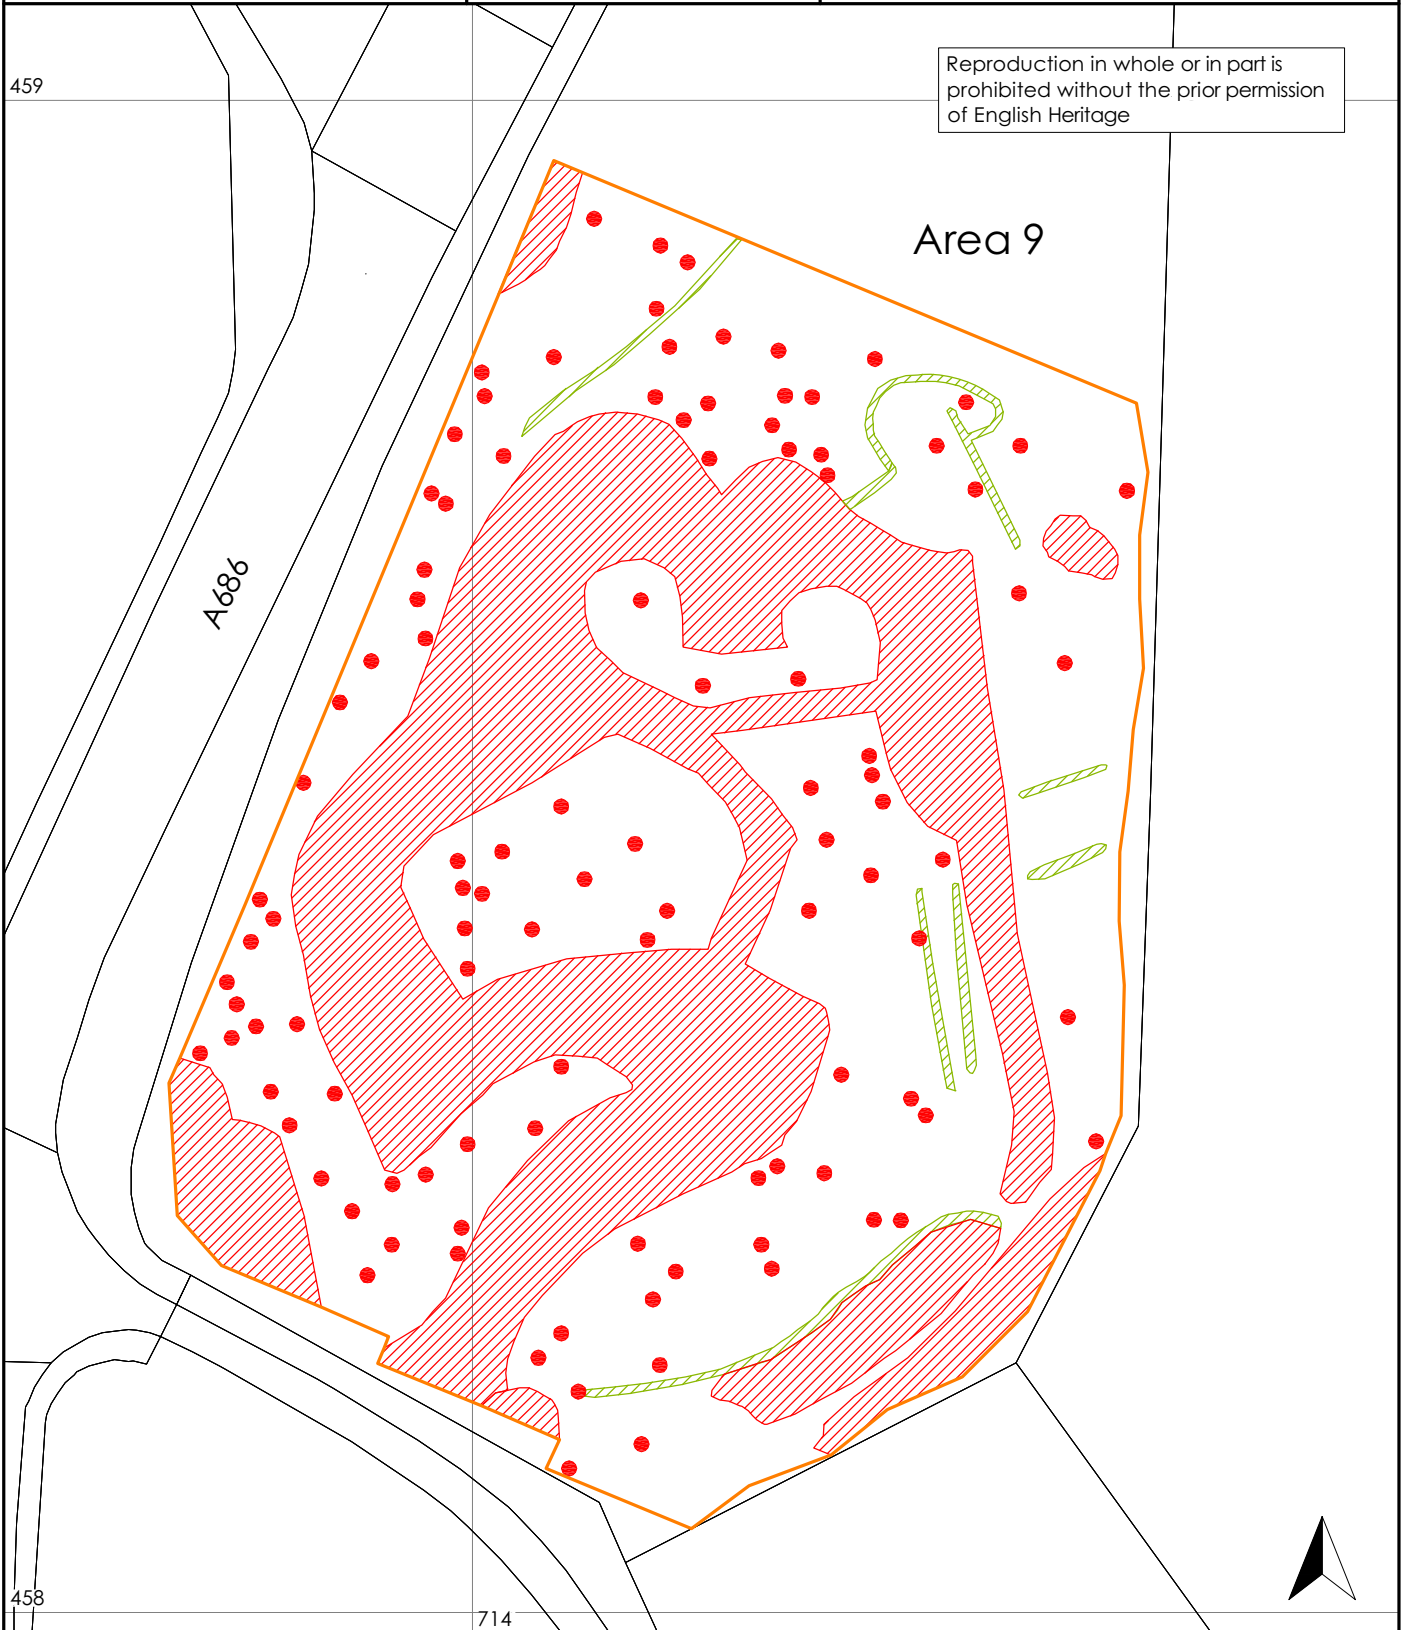 459
Reproduction in whole or in part is
prohibited without the prior permission
of English Heritage
Area 9
A686
458
714